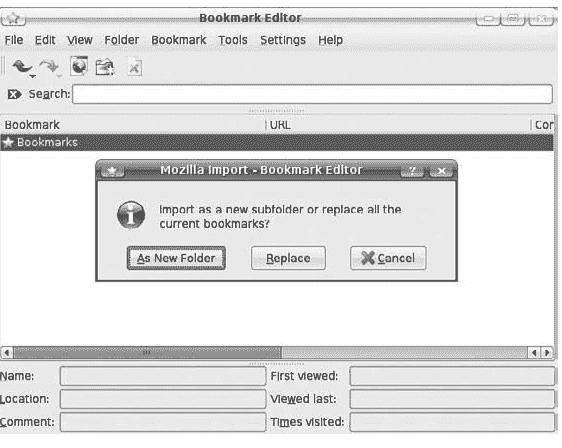 Bookmark Editor
File Edit View Folder Bookmark Tools Settings Help
Search:
Bookmark URL Cor
Bookmarks
Mozilla Import - Bookmark Editor
Import as a new subfolder or replace all the
current bookmarks?
As New Folder Replace Cancel
Name: First viewed:
Location: Viewed last:
Comment: Times visited: